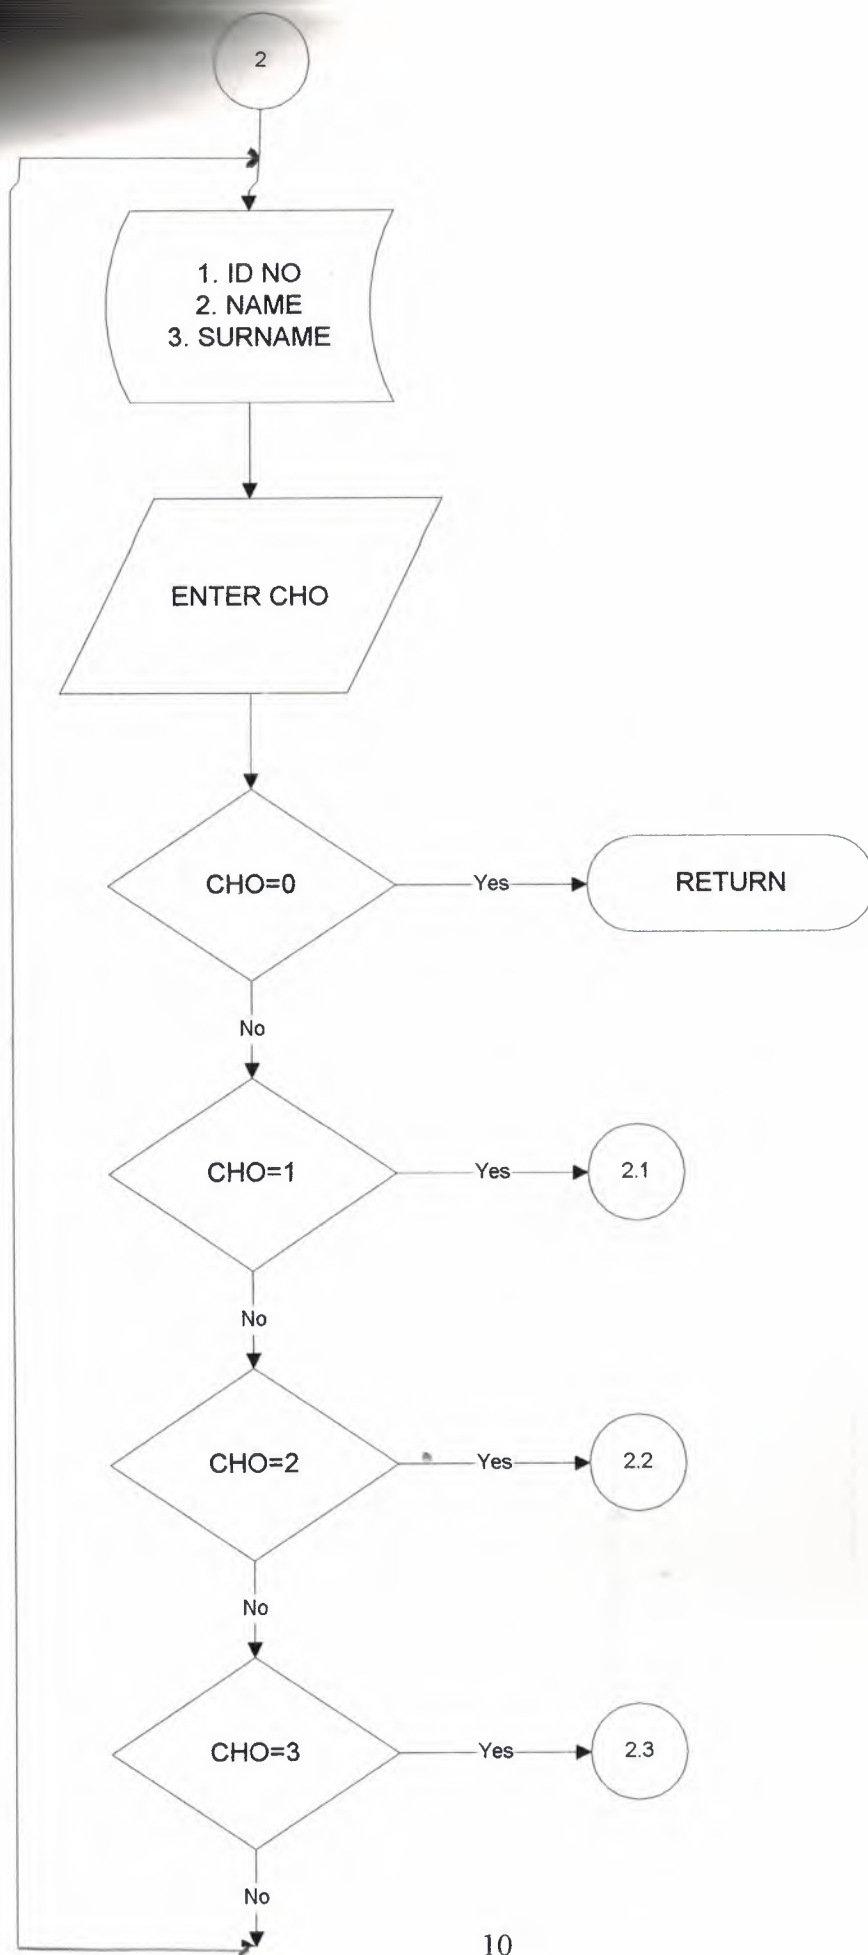 2
1. ID NO
2. NAME
3. SURNAME
ENTER CHO
CHO=0
Yes
RETURN
No
CHO=1
Yes
2.1
No
CHO=2
Yes
2.2
No
CHO=3
Yes
2.3
No
10